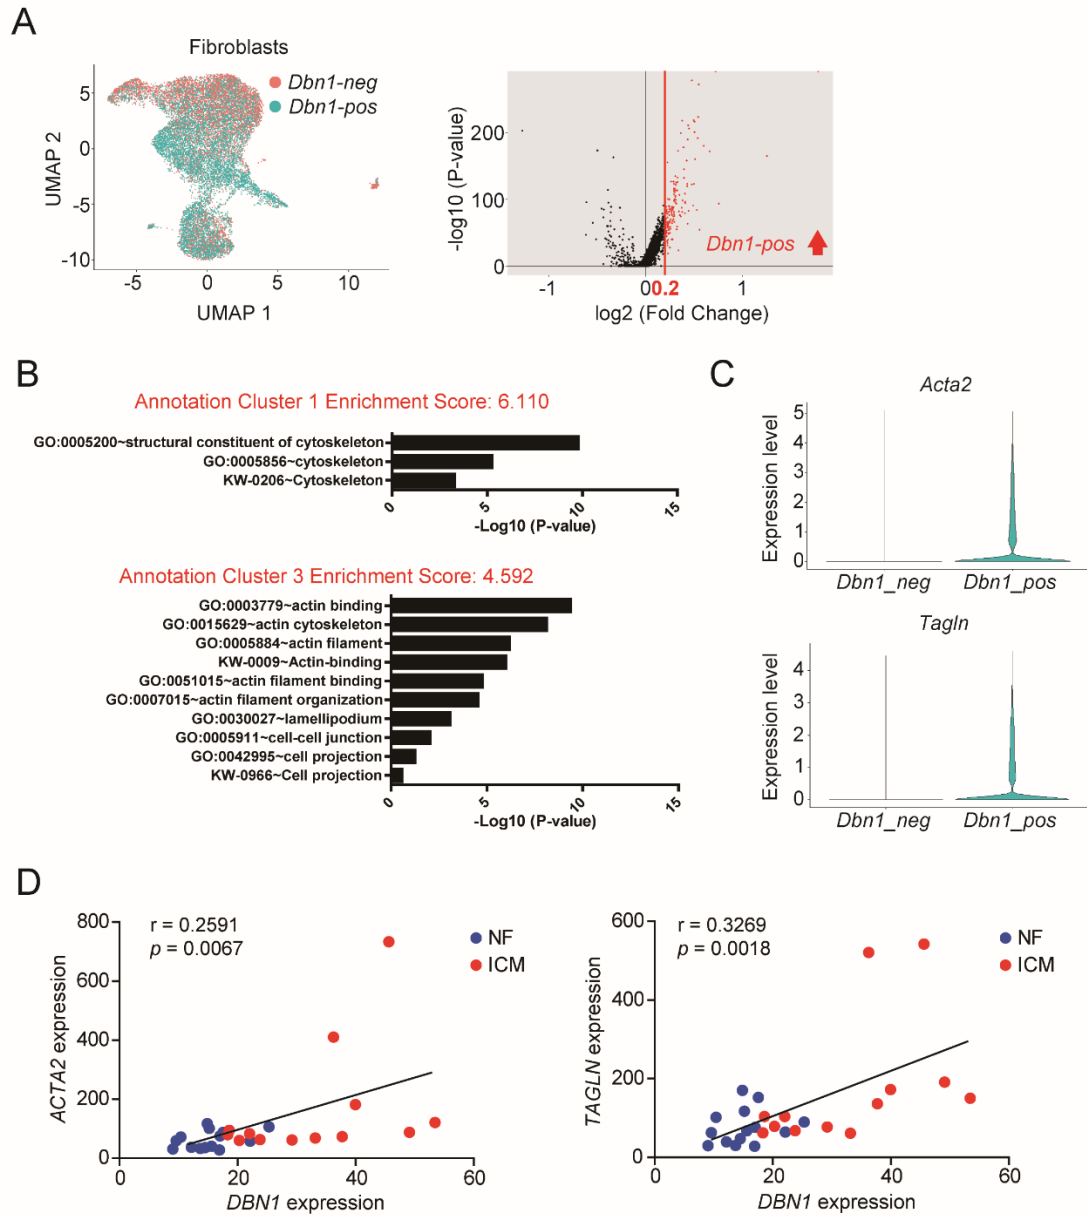 A
Fibroblasts
Dbn1-neg
Dbn1-pos
5
0
-5
-10
UMAP 2
-5
0
5
10
UMAP 1
200
100
0
-log10 (P-value)
Dbn1-pos
-1
0
0.2
1
log2 (Fold Change)
B
Annotation Cluster 1 Enrichment Score: 6.110
GO:0005200~structural constituent of cytoskeleton
GO:0005856~cytoskeleton
KW-0206~Cytoskeleton
0
5
10
15
-Log10 (P-value)
Annotation Cluster 3 Enrichment Score: 4.592
GO:0003779~actin binding
GO:0015629~actin cytoskeleton
GO:0005884~actin filament
KW-0009~Actin-binding
GO:0051015~actin filament binding
GO:0007015~actin filament organization
GO:0030027~lamellipodium
GO:0005911~cell-cell junction
GO:0042995~cell projection
KW-0966~Cell projection
0
5
10
15
-Log10 (P-value)
C
Acta2
5
4
3
2
1
0
Expression level
Dbn1_neg
Dbn1_pos
Tagln
4
3
2
1
0
Expression level
Dbn1_neg
Dbn1_pos
D
r = 0.2591
p = 0.0067
NF
ICM
800
600
400
200
0
ACTA2 expression
0
20
40
60
DBN1 expression
r = 0.3269
p = 0.0018
NF
ICM
600
400
200
0
TAGLN expression
0
20
40
60
DBN1 expression